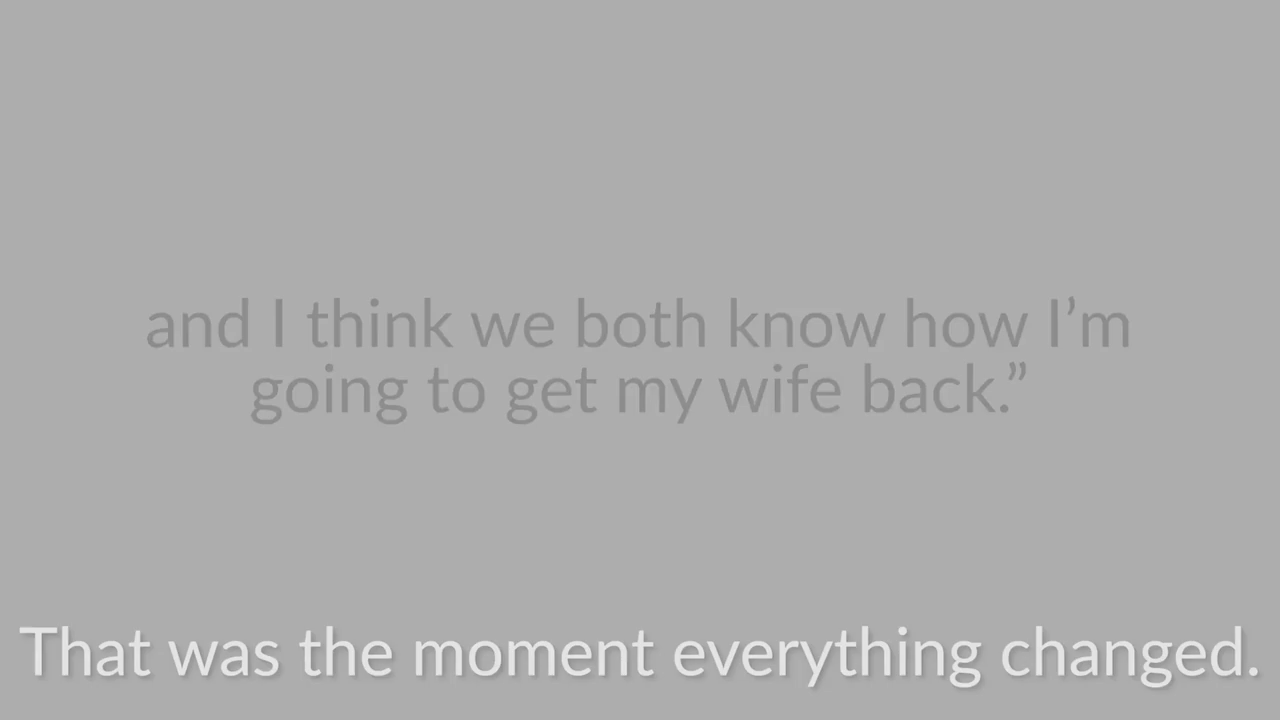 and I think we both know how I’m
going to get my wife back.”
That was the moment everything changed.